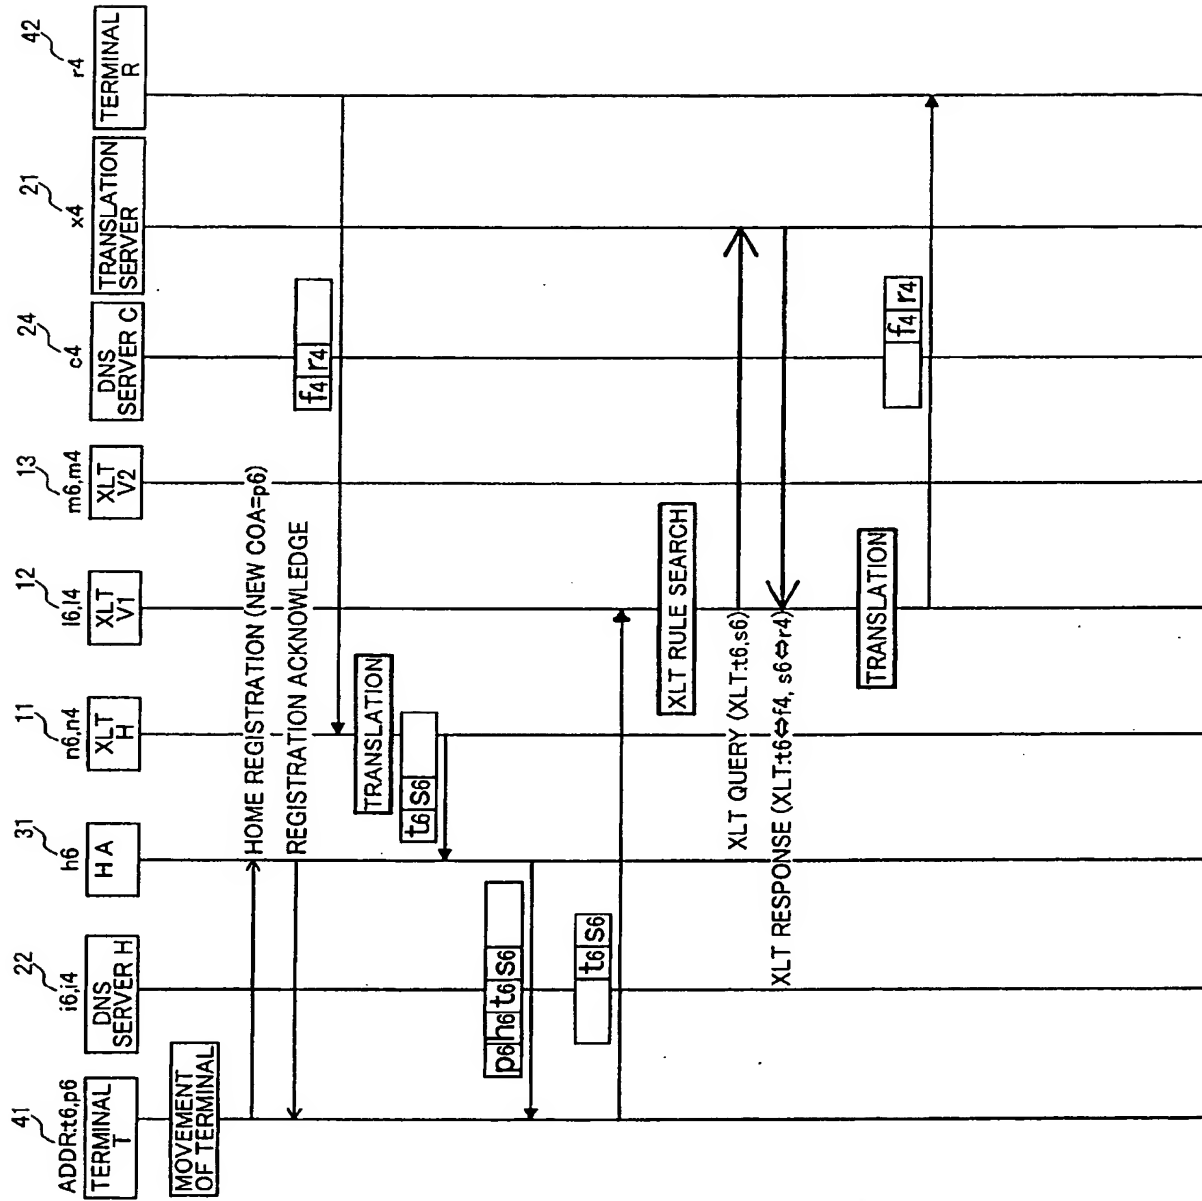 41
ADDR:t6,p6
TERMINAL
T
22
i6,i4
DNS
SERVER H
31
h6
HA
11
n6,n4
XLT
H
12
l6,l4
XLT
V1
13
m6,m4
XLT
V2
24
c4
DNS
SERVER C
21
x4
TRANSLATION
SERVER
42
r4
TERMINAL
R
MOVEMENT
OF TERMINAL
HOME REGISTRATION (NEW COA=p6)
REGISTRATION ACKNOWLEDGE
f4 r4
TRANSLATION
t6 s6
p6 h6 t6 s6
t6 s6
XLT RULE SEARCH
XLT QUERY (XLT:t6,s6)
XLT RESPONSE (XLT:t6⇔f4, s6⇔r4)
TRANSLATION
f4 r4